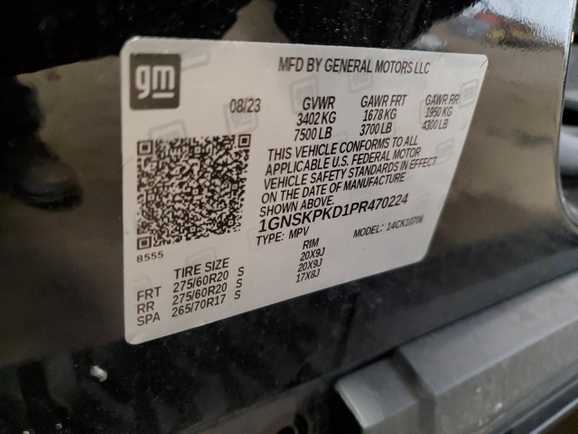 gm
MFD BY GENERAL MOTORS LLC
08/23 GVWR GAWR FRT GAWR RR
3402 KG 1678 KG 1950 KG
7500 LB 3700 LB 4300 LB
THIS VEHICLE CONFORMS TO ALL
APPLICABLE U.S. FEDERAL MOTOR
VEHICLE SAFETY STANDARDS IN EFFECT
ON THE DATE OF MANUFACTURE
SHOWN ABOVE.
1GNSKPKD1PR470224
TYPE: MPV MODEL:
8555
TIRE SIZE RIM
FRT 275/60R20 S 20X9J
RR 275/60R20 S 20X9J
SPA 265/70R17 S 17X8J